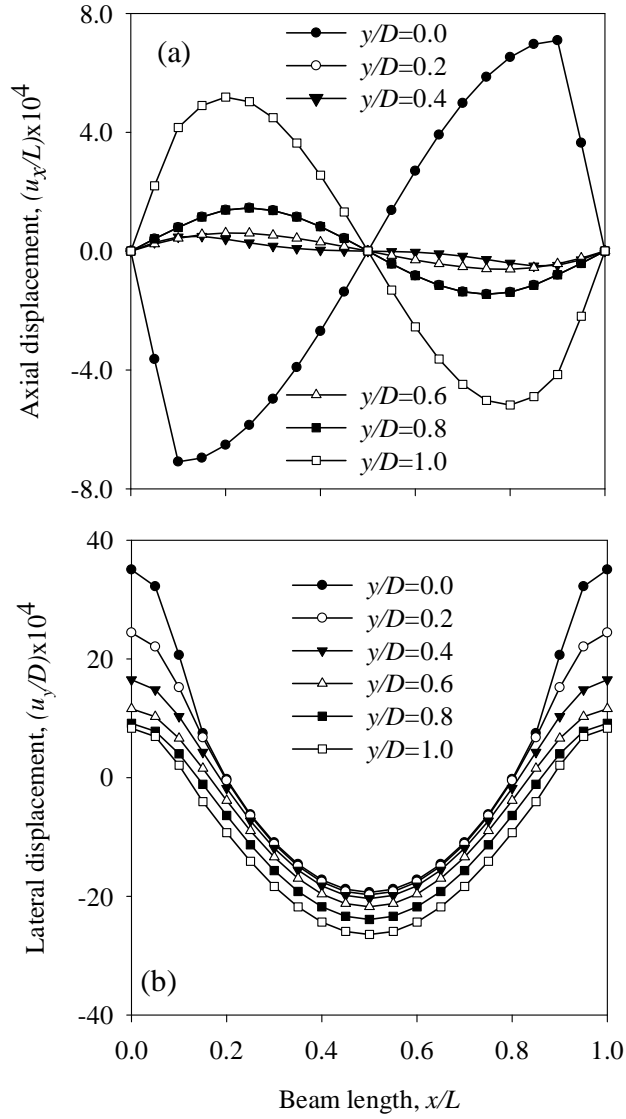 8.0
(a)
y/D=0.0
y/D=0.2
y/D=0.4
4.0
Axial displacement, (u_x/L)x10^4
0.0
-4.0
y/D=0.6
y/D=0.8
y/D=1.0
-8.0
40
y/D=0.0
y/D=0.2
y/D=0.4
y/D=0.6
y/D=0.8
y/D=1.0
20
Lateral displacement, (u_y/D)x10^4
0
-20
(b)
-40
0.0 0.2 0.4 0.6 0.8 1.0
Beam length, x/L